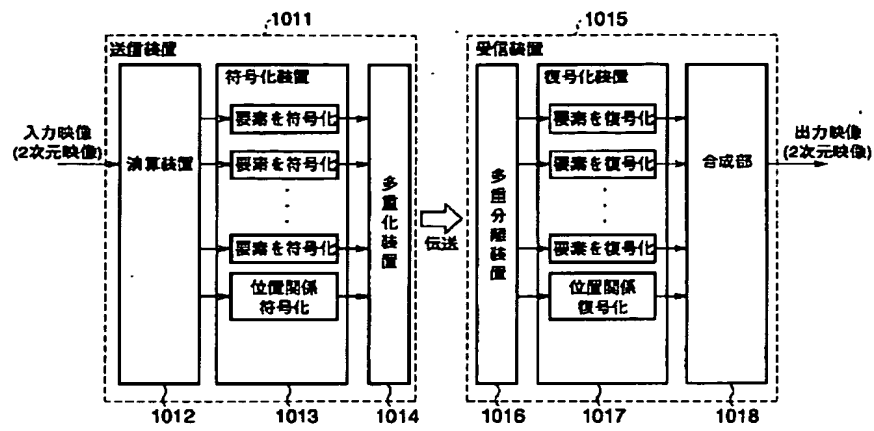 1011
送信装置
符号化装置
要素を符号化
要素を符号化
要素を符号化
位置関係
符号化
入力映像
(2次元映像)
演算装置
多重化装置
伝送
1012
1013
1014
1015
受信装置
復号化装置
要素を復号化
要素を復号化
要素を復号化
位置関係
復号化
多重分離装置
合成部
出力映像
(2次元映像)
1016
1017
1018